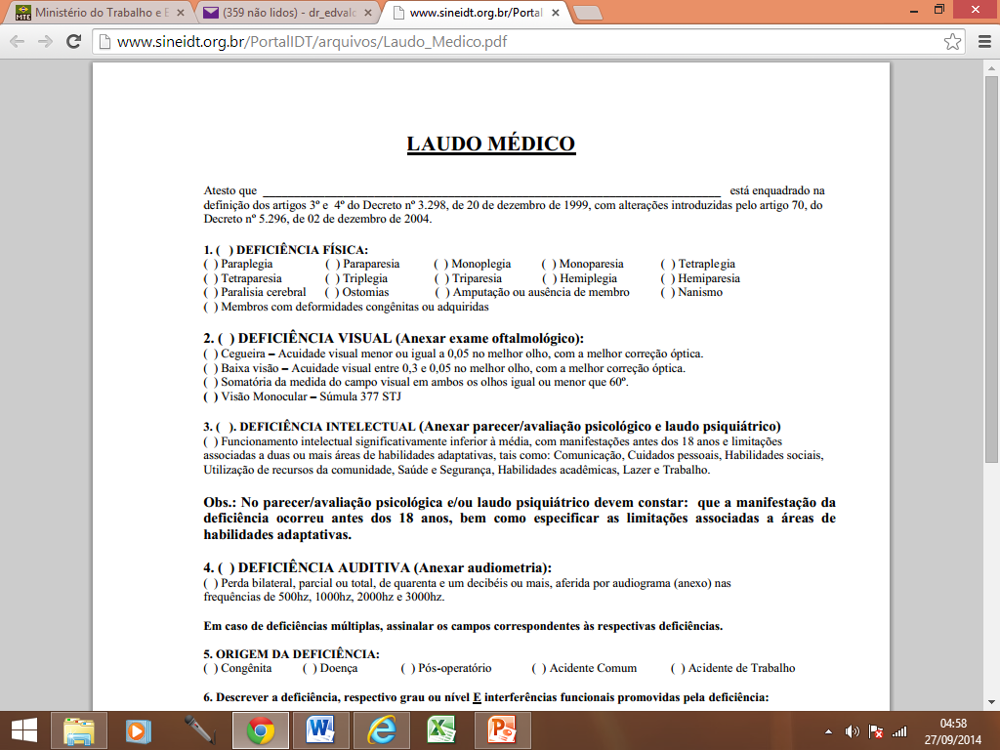 Ministério do Trabalho e E
(359 não lidos) - dr_edvald
www.sineidt.org.br/Portal
www.sineidt.org.br/PortalIDT/arquivos/Laudo_Medico.pdf
LAUDO MÉDICO
Atesto que ______ está enquadrado na
definição dos artigos 3º e 4º do Decreto nº 3.298, de 20 de dezembro de 1999, com alterações introduzidas pelo artigo 70, do
Decreto nº 5.296, de 02 de dezembro de 2004.
1. ( ) DEFICIÊNCIA FÍSICA:
( ) Paraplegia ( ) Paraparesia ( ) Monoplegia ( ) Monoparesia ( ) Tetraplegia
( ) Tetraparesia ( ) Triplegia ( ) Triparesia ( ) Hemiplegia ( ) Hemiparesia
( ) Paralisia cerebral ( ) Ostomias ( ) Amputação ou ausência de membro ( ) Nanismo
( ) Membros com deformidades congênitas ou adquiridas
2. ( ) DEFICIÊNCIA VISUAL (Anexar exame oftalmológico):
( ) Cegueira – Acuidade visual menor ou igual a 0,05 no melhor olho, com a melhor correção óptica.
( ) Baixa visão – Acuidade visual entre 0,3 e 0,05 no melhor olho, com a melhor correção óptica.
( ) Somatória da medida do campo visual em ambos os olhos igual ou menor que 60º.
( ) Visão Monocular – Súmula 377 STJ
3. ( ). DEFICIÊNCIA INTELECTUAL (Anexar parecer/avaliação psicológico e laudo psiquiátrico)
( ) Funcionamento intelectual significativamente inferior à média, com manifestações antes dos 18 anos e limitações
associadas a duas ou mais áreas de habilidades adaptativas, tais como: Comunicação, Cuidados pessoais, Habilidades sociais,
Utilização de recursos da comunidade, Saúde e Segurança, Habilidades acadêmicas, Lazer e Trabalho.
Obs.: No parecer/avaliação psicológica e/ou laudo psiquiátrico devem constar: que a manifestação da
deficiência ocorreu antes dos 18 anos, bem como especificar as limitações associadas a áreas de
habilidades adaptativas.
4. ( ) DEFICIÊNCIA AUDITIVA (Anexar audiometria):
( ) Perda bilateral, parcial ou total, de quarenta e um decibéis ou mais, aferida por audiograma (anexo) nas
frequências de 500hz, 1000hz, 2000hz e 3000hz.
Em caso de deficiências múltiplas, assinalar os campos correspondentes às respectivas deficiências.
5. ORIGEM DA DEFICIÊNCIA:
( ) Congênita ( ) Doença ( ) Pós-operatório ( ) Acidente Comum ( ) Acidente de Trabalho
6. Descrever a deficiência, respectivo grau ou nível E interferências funcionais promovidas pela deficiência:
04:58
27/09/2014